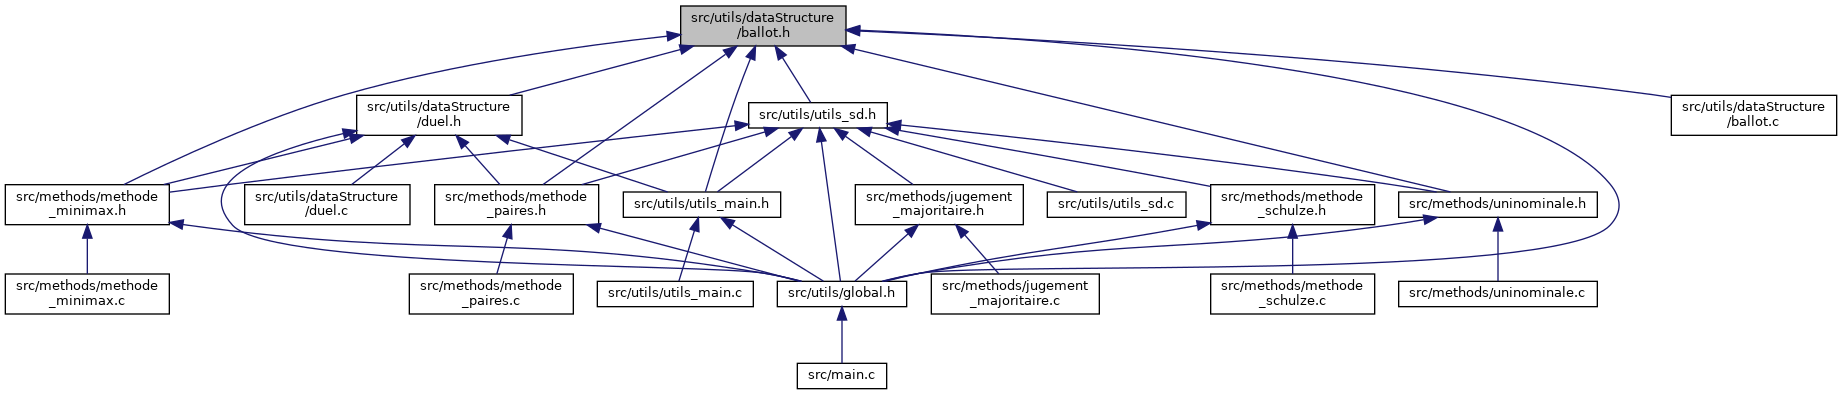 src/utils/dataStructure
/ballot.h
src/utils/dataStructure
/duel.h
src/utils/utils_sd.h
src/utils/dataStructure
/ballot.c
src/methods/methode
_minimax.h
src/utils/dataStructure
/duel.c
src/methods/methode
_paires.h
src/utils/utils_main.h
src/methods/jugement
_majoritaire.h
src/utils/utils_sd.c
src/methods/methode
_schulze.h
src/methods/uninominale.h
src/methods/methode
_minimax.c
src/methods/methode
_paires.c
src/utils/utils_main.c
src/utils/global.h
src/methods/jugement
_majoritaire.c
src/methods/methode
_schulze.c
src/methods/uninominale.c
src/main.c